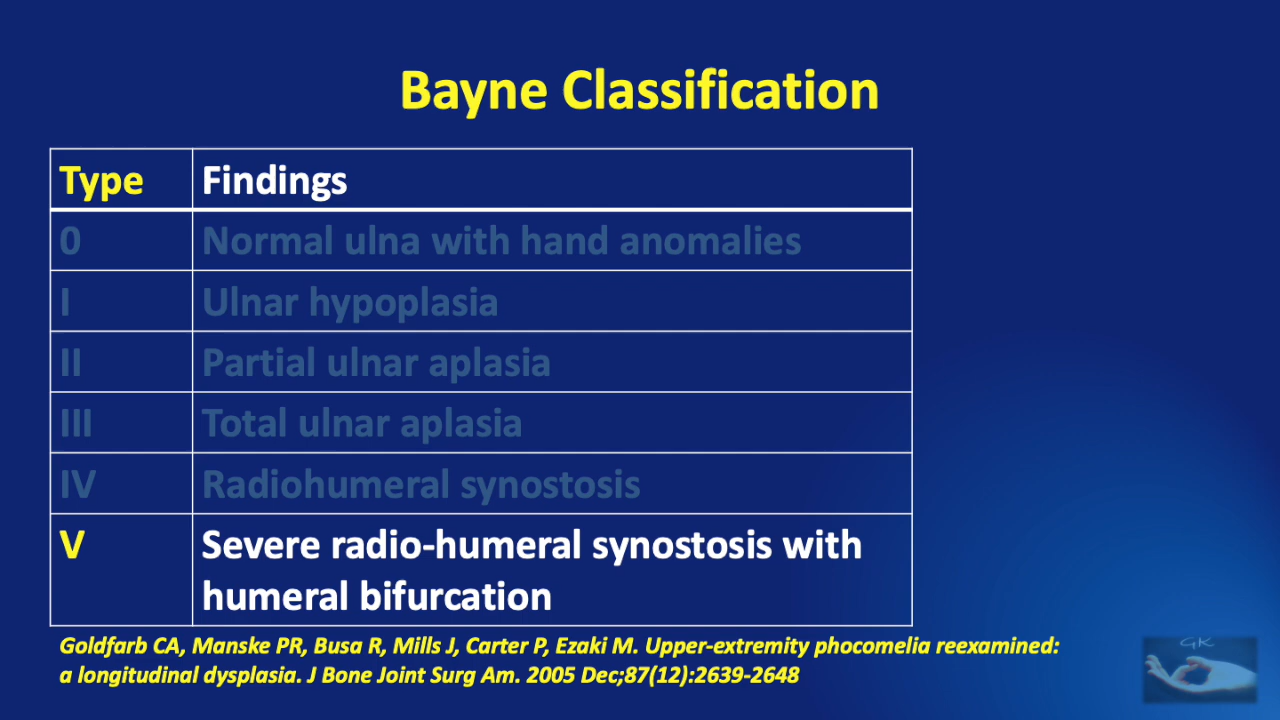 Bayne Classification
Type Findings
0 Normal ulna with hand anomalies
I Ulnar hypoplasia
II Partial ulnar aplasia
III Total ulnar aplasia
IV Radiohumeral synostosis
V Severe radio-humeral synostosis with
humeral bifurcation
Goldfarb CA, Manske PR, Busa R, Mills J, Carter P, Ezaki M. Upper-extremity phocomelia reexamined:
a longitudinal dysplasia. J Bone Joint Surg Am. 2005 Dec;87(12):2639-2648
GK